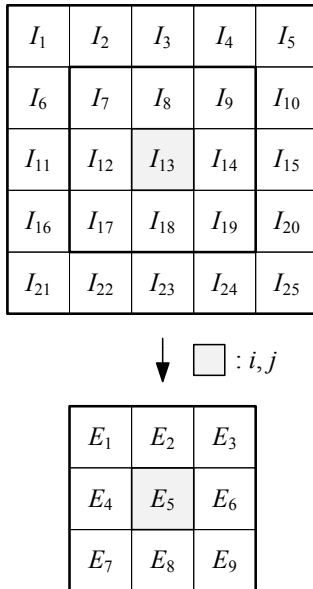 I₁ I₂ I₃ I₄ I₅
I₆ I₇ I₈ I₉ I₁₀
I₁₁ I₁₂ I₁₃ I₁₄ I₁₅
I₁₆ I₁₇ I₁₈ I₁₉ I₂₀
I₂₁ I₂₂ I₂₃ I₂₄ I₂₅
: i, j
E₁ E₂ E₃
E₄ E₅ E₆
E₇ E₈ E₉